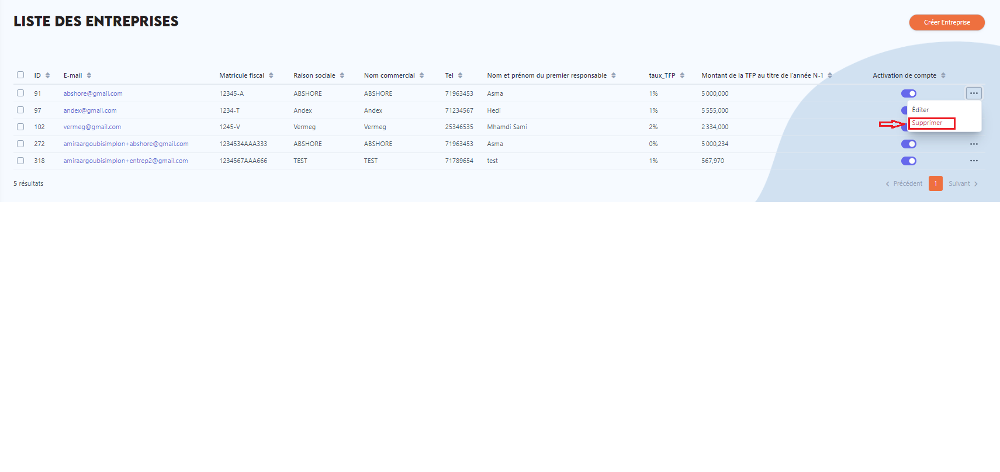 LISTE DES ENTREPRISES
Créer Entreprise
ID E-mail Matricule fiscal Raison sociale Nom commercial Tel Nom et prénom du premier responsable taux_TFP Montant de la TFP au titre de l'année N-1 Activation de compte
91 abshore@gmail.com 12345-A ABSHORE ABSHORE 71963453 Asma 1% 5 000,000 ...
97 andex@gmail.com 1234-T Andex Andex 71234567 Hedi 1% 5 555,000
Éditer
102 vermeg@gmail.com 1245-V Vermeg Vermeg 25346535 Mhamdi Sami 2% 2 334,000
Supprimer
272 amiraargoubisimplon+abshore@gmail.com 1234534AAA333 ABSHORE ABSHORE 71963453 Asma 0% 5 000,234 ...
318 amiraargoubisimplon+entrep2@gmail.com 1234567AAA666 TEST TEST 71789654 test 1% 567,970 ...
5 résultats
Précédent 1 Suivant